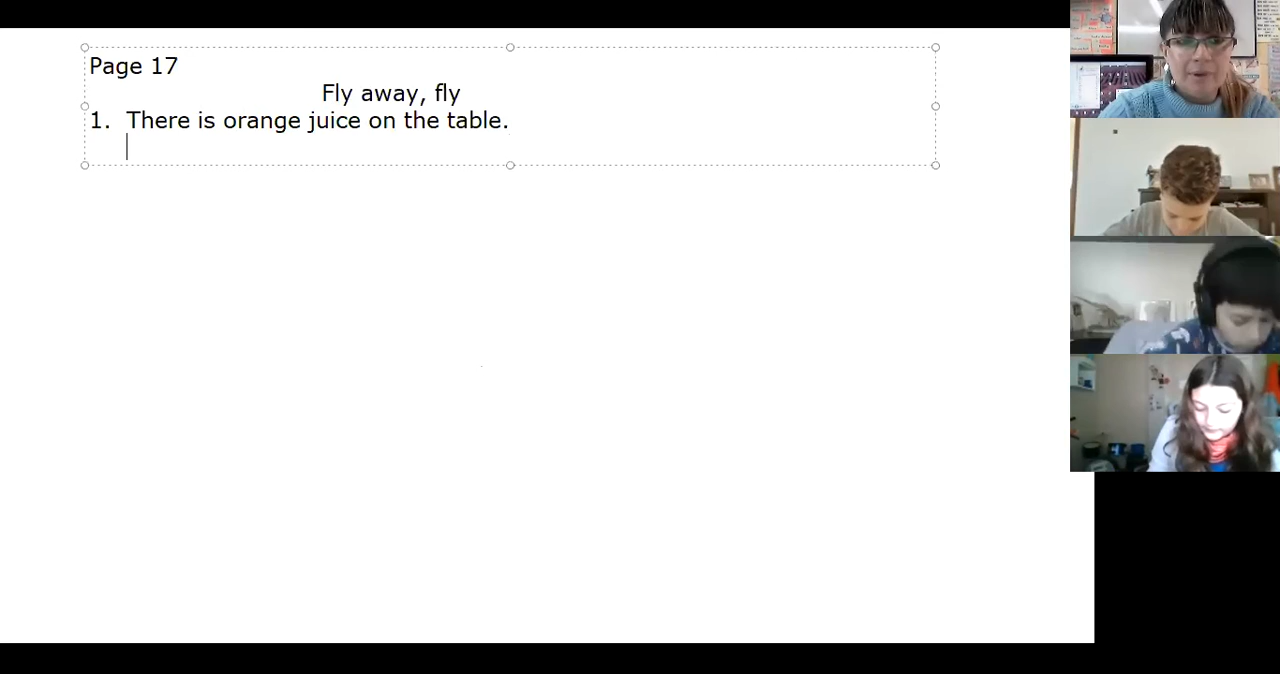 Page 17
Fly away, fly
1. There is orange juice on the table.